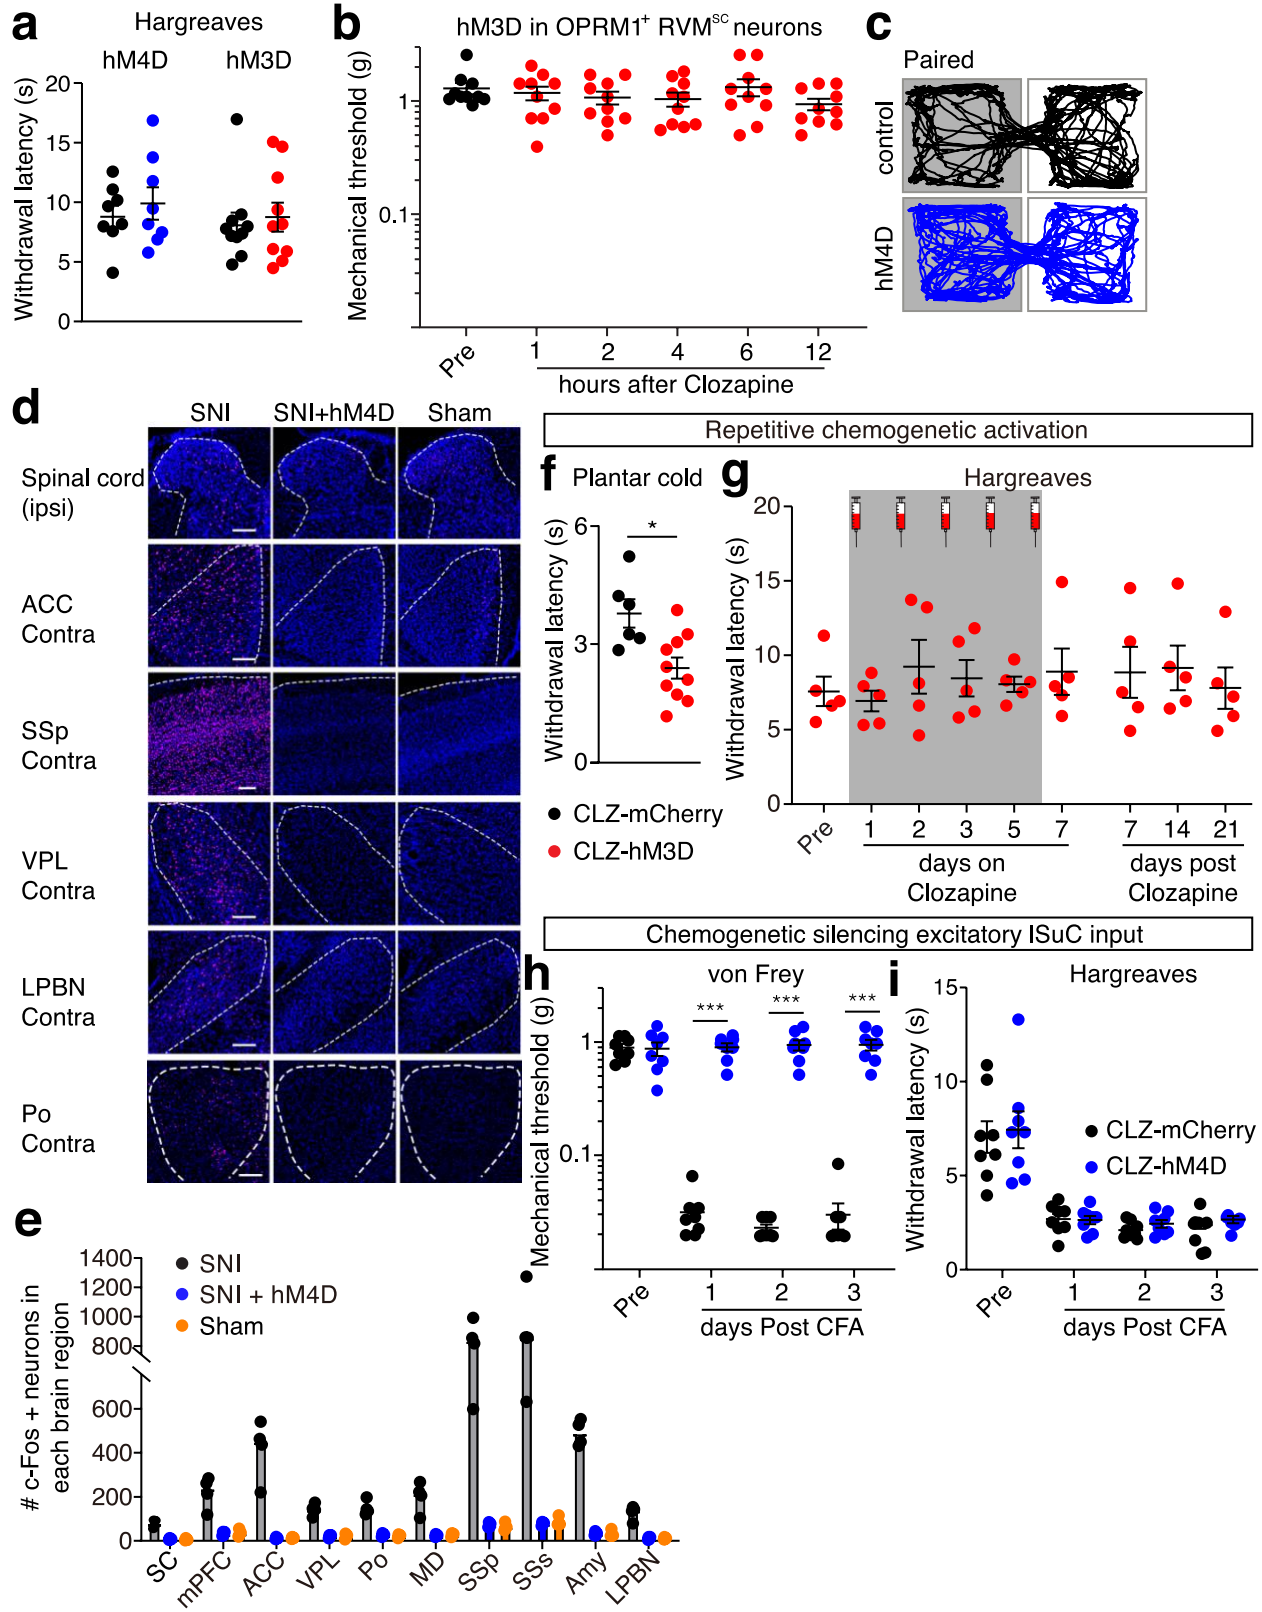 a
Hargreaves
hM4D hM3D
Withdrawal latency (s)
20
15
10
5
0
b
hM3D in OPRM1+ RVMSC neurons
Mechanical threshold (g)
1
0.1
Pre 1 2 4 6 12
hours after Clozapine
c
Paired
control
hM4D
d
SNI SNI+hM4D Sham
Spinal cord
(ipsi)
ACC
Contra
SSp
Contra
VPL
Contra
LPBN
Contra
Po
Contra
Repetitive chemogenetic activation
f
Plantar cold
Withdrawal latency (s)
6
3
0
*
CLZ-mCherry
CLZ-hM3D
g
Hargreaves
Withdrawal latency (s)
20
15
10
5
0
Pre 1 2 3 5 7 7 14 21
days on
Clozapine
days post
Clozapine
Chemogenetic silencing excitatory ISuC input
h
von Frey
Mechanical threshold (g)
1
0.1
*** *** ***
Pre 1 2 3
days Post CFA
i
Hargreaves
Withdrawal latency (s)
15
10
5
0
CLZ-mCherry
CLZ-hM4D
Pre 1 2 3
days Post CFA
e
# c-Fos + neurons in
each brain region
1400
1200
1000
800
600
400
200
0
SNI
SNI + hM4D
Sham
SC mPFC ACC VPL Po MD SSp SSs Amy LPBN